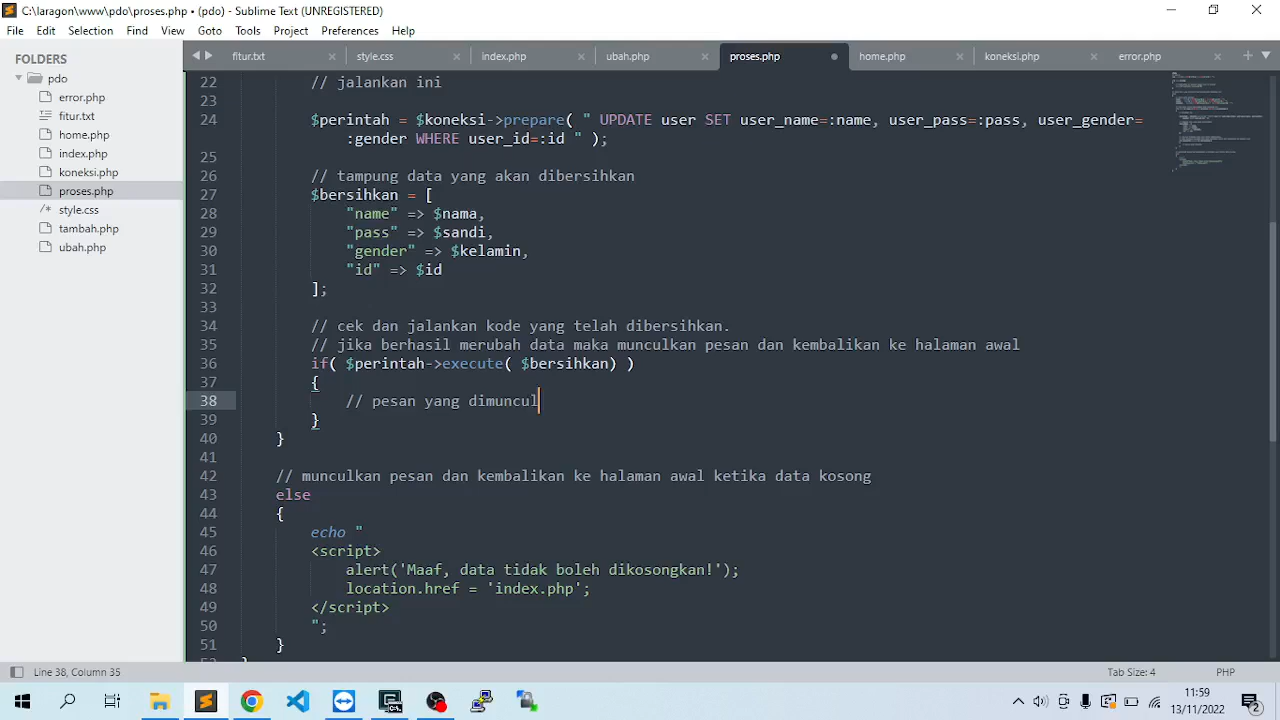 C:\laragon\www\pdo\proses.php • (pdo) - Sublime Text (UNREGISTERED)
File Edit Selection Find View Goto Tools Project Preferences Help
FOLDERS
pdo
error.php
fitur.txt
home.php
index.php
koneksi.php
proses.php
style.css
tambah.php
ubah.php
fitur.txt style.css index.php ubah.php proses.php home.php koneksi.php error.php
22 // jalankan ini
23
24 $perintah = $koneksi->prepare( " UPDATE user SET user_name=:name, user_pass=:pass, user_gender=
:gender WHERE user_id=:id " );
25
26 // tampung data yang akan dibersihkan
27 $bersihkan = [
28 "name" => $nama,
29 "pass" => $sandi,
30 "gender" => $kelamin,
31 "id" => $id
32 ];
33
34 // cek dan jalankan kode yang telah dibersihkan.
35 // jika berhasil merubah data maka munculkan pesan dan kembalikan ke halaman awal
36 if( $perintah->execute( $bersihkan) )
37 {
38 // pesan yang dimuncul
39 }
40 }
41
42 // munculkan pesan dan kembalikan ke halaman awal ketika data kosong
43 else
44 {
45 echo "
46 <script>
47 alert('Maaf, data tidak boleh dikosongkan!');
48 location.href = 'index.php';
49 </script>
50 ";
51 }
Line 38, Column 35 Tab Size: 4 PHP
11:59
13/11/2022
2